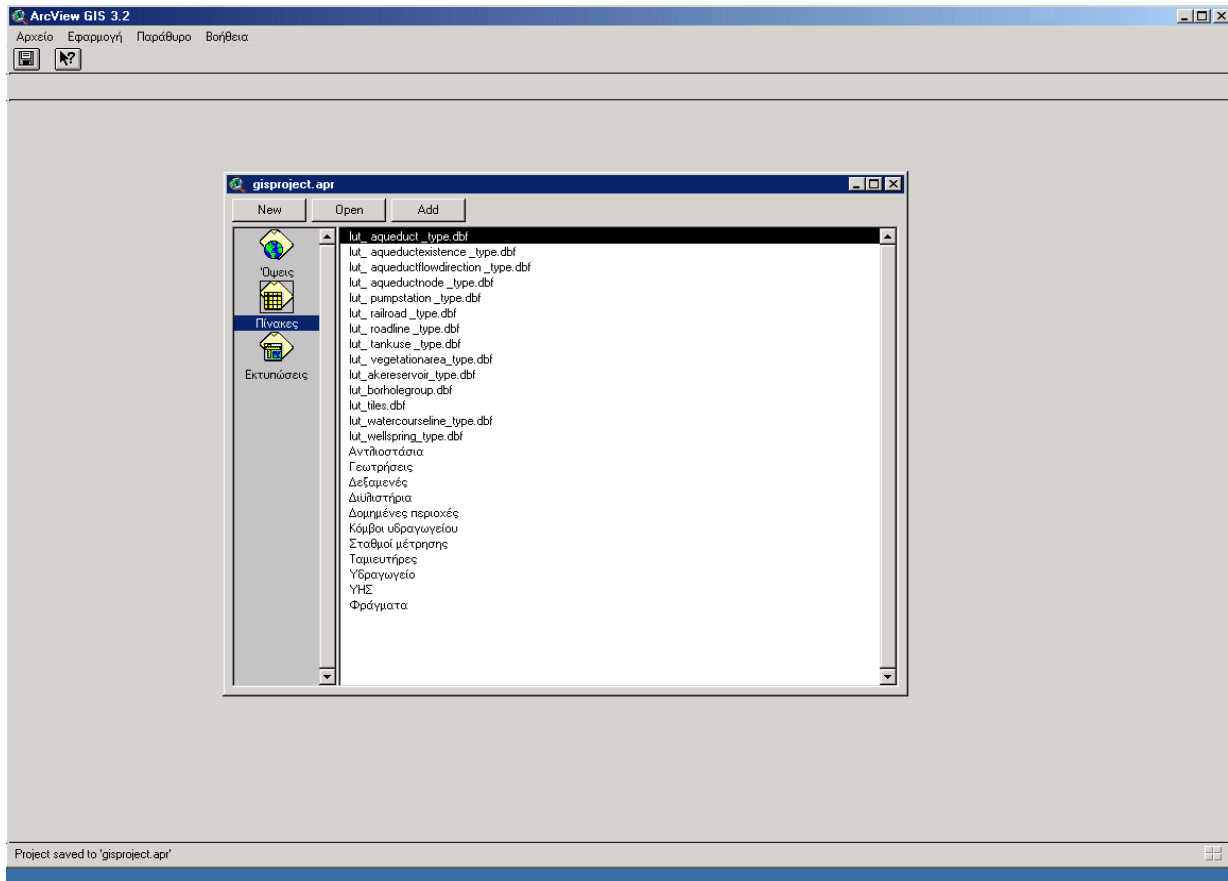 ArcView GIS 3.2
Αρχείο Εφαρμογή Παράθυρο Βοήθεια
gisproject.apr
New Open Add
Όψεις
Πίνακες
Εκτυπώσεις
lut_ aqueduct _type.dbf
lut_ aqueductexistence _type.dbf
lut_ aqueductflowdirection _type.dbf
lut_ aqueductnode _type.dbf
lut_ pumpstation _type.dbf
lut_ railroad _type.dbf
lut_ roadline _type.dbf
lut_ tankuse _type.dbf
lut_ vegetationarea_type.dbf
lut_akereservoir_type.dbf
lut_borholegroup.dbf
lut_tiles.dbf
lut_watercourseline_type.dbf
lut_wellspring_type.dbf
Αντλιοστάσια
Γεωτρήσεις
Δεξαμενές
Διϋλιστήρια
Δομημένες περιοχές
Κόμβοι υδραγωγείου
Σταθμοί μέτρησης
Ταμιευτήρες
Υδραγωγείο
ΥΗΣ
Φράγματα
Project saved to 'gisproject.apr'